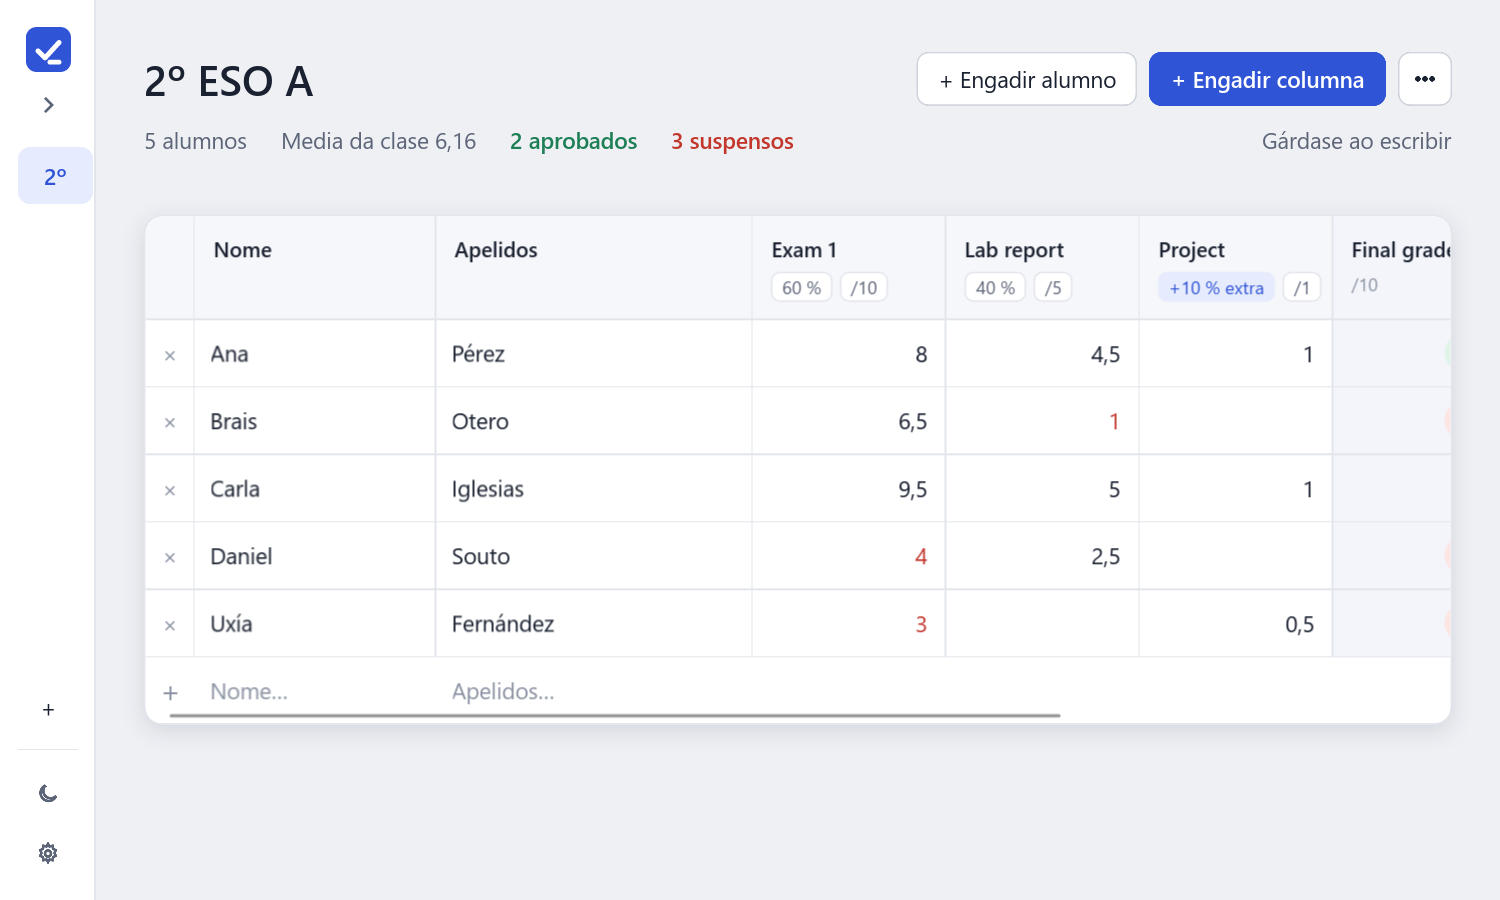 2º ESO A
+ Engadir alumno
+ Engadir columna
•••
5 alumnos
Media da clase 6,16
2 aprobados
3 suspensos
Gárdase ao escribir
2º
Nome
Apelidos
Exam 1
Lab report
Project
Final grade
60 %
/10
40 %
/5
+10 % extra
/1
/10
× Ana Pérez 8 4,5 1
× Brais Otero 6,5 1
× Carla Iglesias 9,5 5 1
× Daniel Souto 4 2,5
× Uxía Fernández 3 0,5
+ Nome... Apelidos...
+